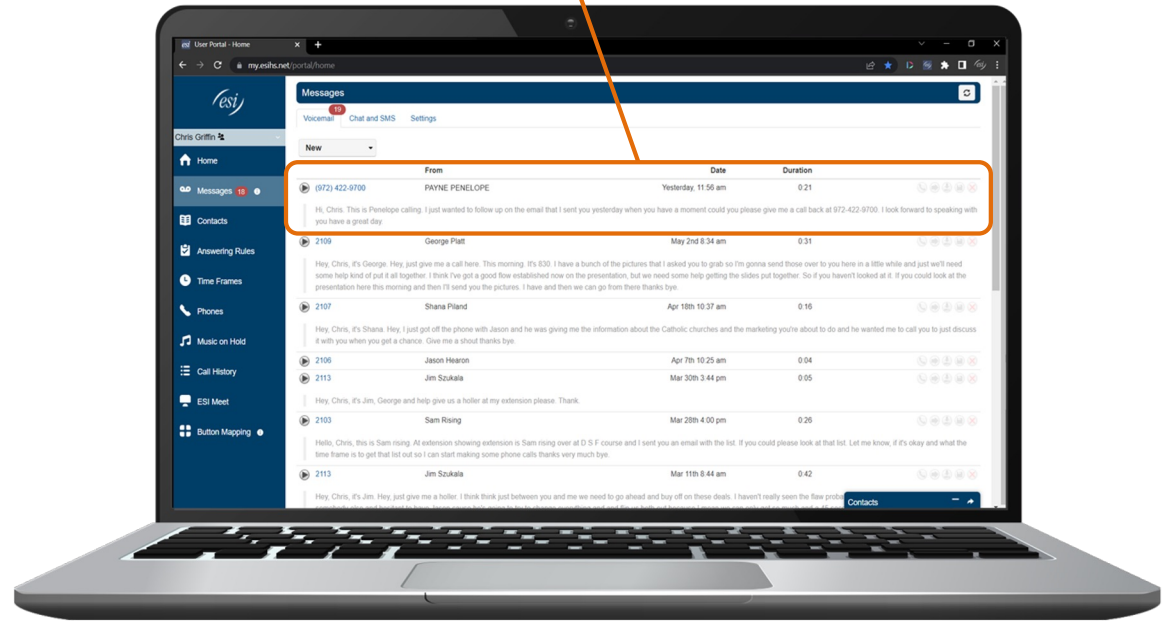 esi User Portal - Home
my.esihs.net/portal/home
esi
Chris Griffin
Home
Messages 18
Contacts
Answering Rules
Time Frames
Phones
Music on Hold
Call History
ESI Meet
Button Mapping
Messages
Voicemail 19 Chat and SMS Settings
New
From Date Duration
(972) 422-9700 PAYNE PENELOPE Yesterday, 11:56 am 0:21
Hi, Chris. This is Penelope calling. I just wanted to follow up on the email that I sent you yesterday when you have a moment could you please give me a call back at 972-422-9700. I look forward to speaking with
you have a great day.
2109 George Platt May 2nd 8:34 am 0:31
Hey, Chris, it's George. Hey, just give me a call here. This morning. It's 830. I have a bunch of the pictures that I asked you to grab so I'm gonna send those over to you here in a little while and just we'll need
some help kind of put it all together. I think I've got a good flow established now on the presentation, but we need some help getting the slides put together. So if you haven't looked at it. If you could look at the
presentation here this morning and then I'll send you the pictures. I have and then we can go from there thanks bye.
2107 Shana Piland Apr 18th 10:37 am 0:16
Hey, Chris, it's Shana. Hey, I just got off the phone with Jason and he was giving me the information about the Catholic churches and the marketing you're about to do and he wanted me to call you to just discuss
it with you when you get a chance. Give me a shout thanks bye.
2106 Jason Hearon Apr 7th 10:25 am 0:04
2113 Jim Szukala Mar 30th 3:44 pm 0:05
Hey, Chris, it's Jim, George and help give us a holler at my extension please. Thank.
2103 Sam Rising Mar 28th 4:00 pm 0:26
Hello, Chris, this is Sam rising. At extension showing extension is Sam rising over at D S F course and I sent you an email with the list. If you could please look at that list. Let me know, if it's okay and what the
time frame is to get that list out so I can start making some phone calls thanks very much bye.
2113 Jim Szukala Mar 11th 8:44 am 0:42
Hey, Chris, it's Jim. Hey, just give me a holler. I think think just between you and me we need to go ahead and buy off on these deals. I haven't really seen the flaw
Contacts